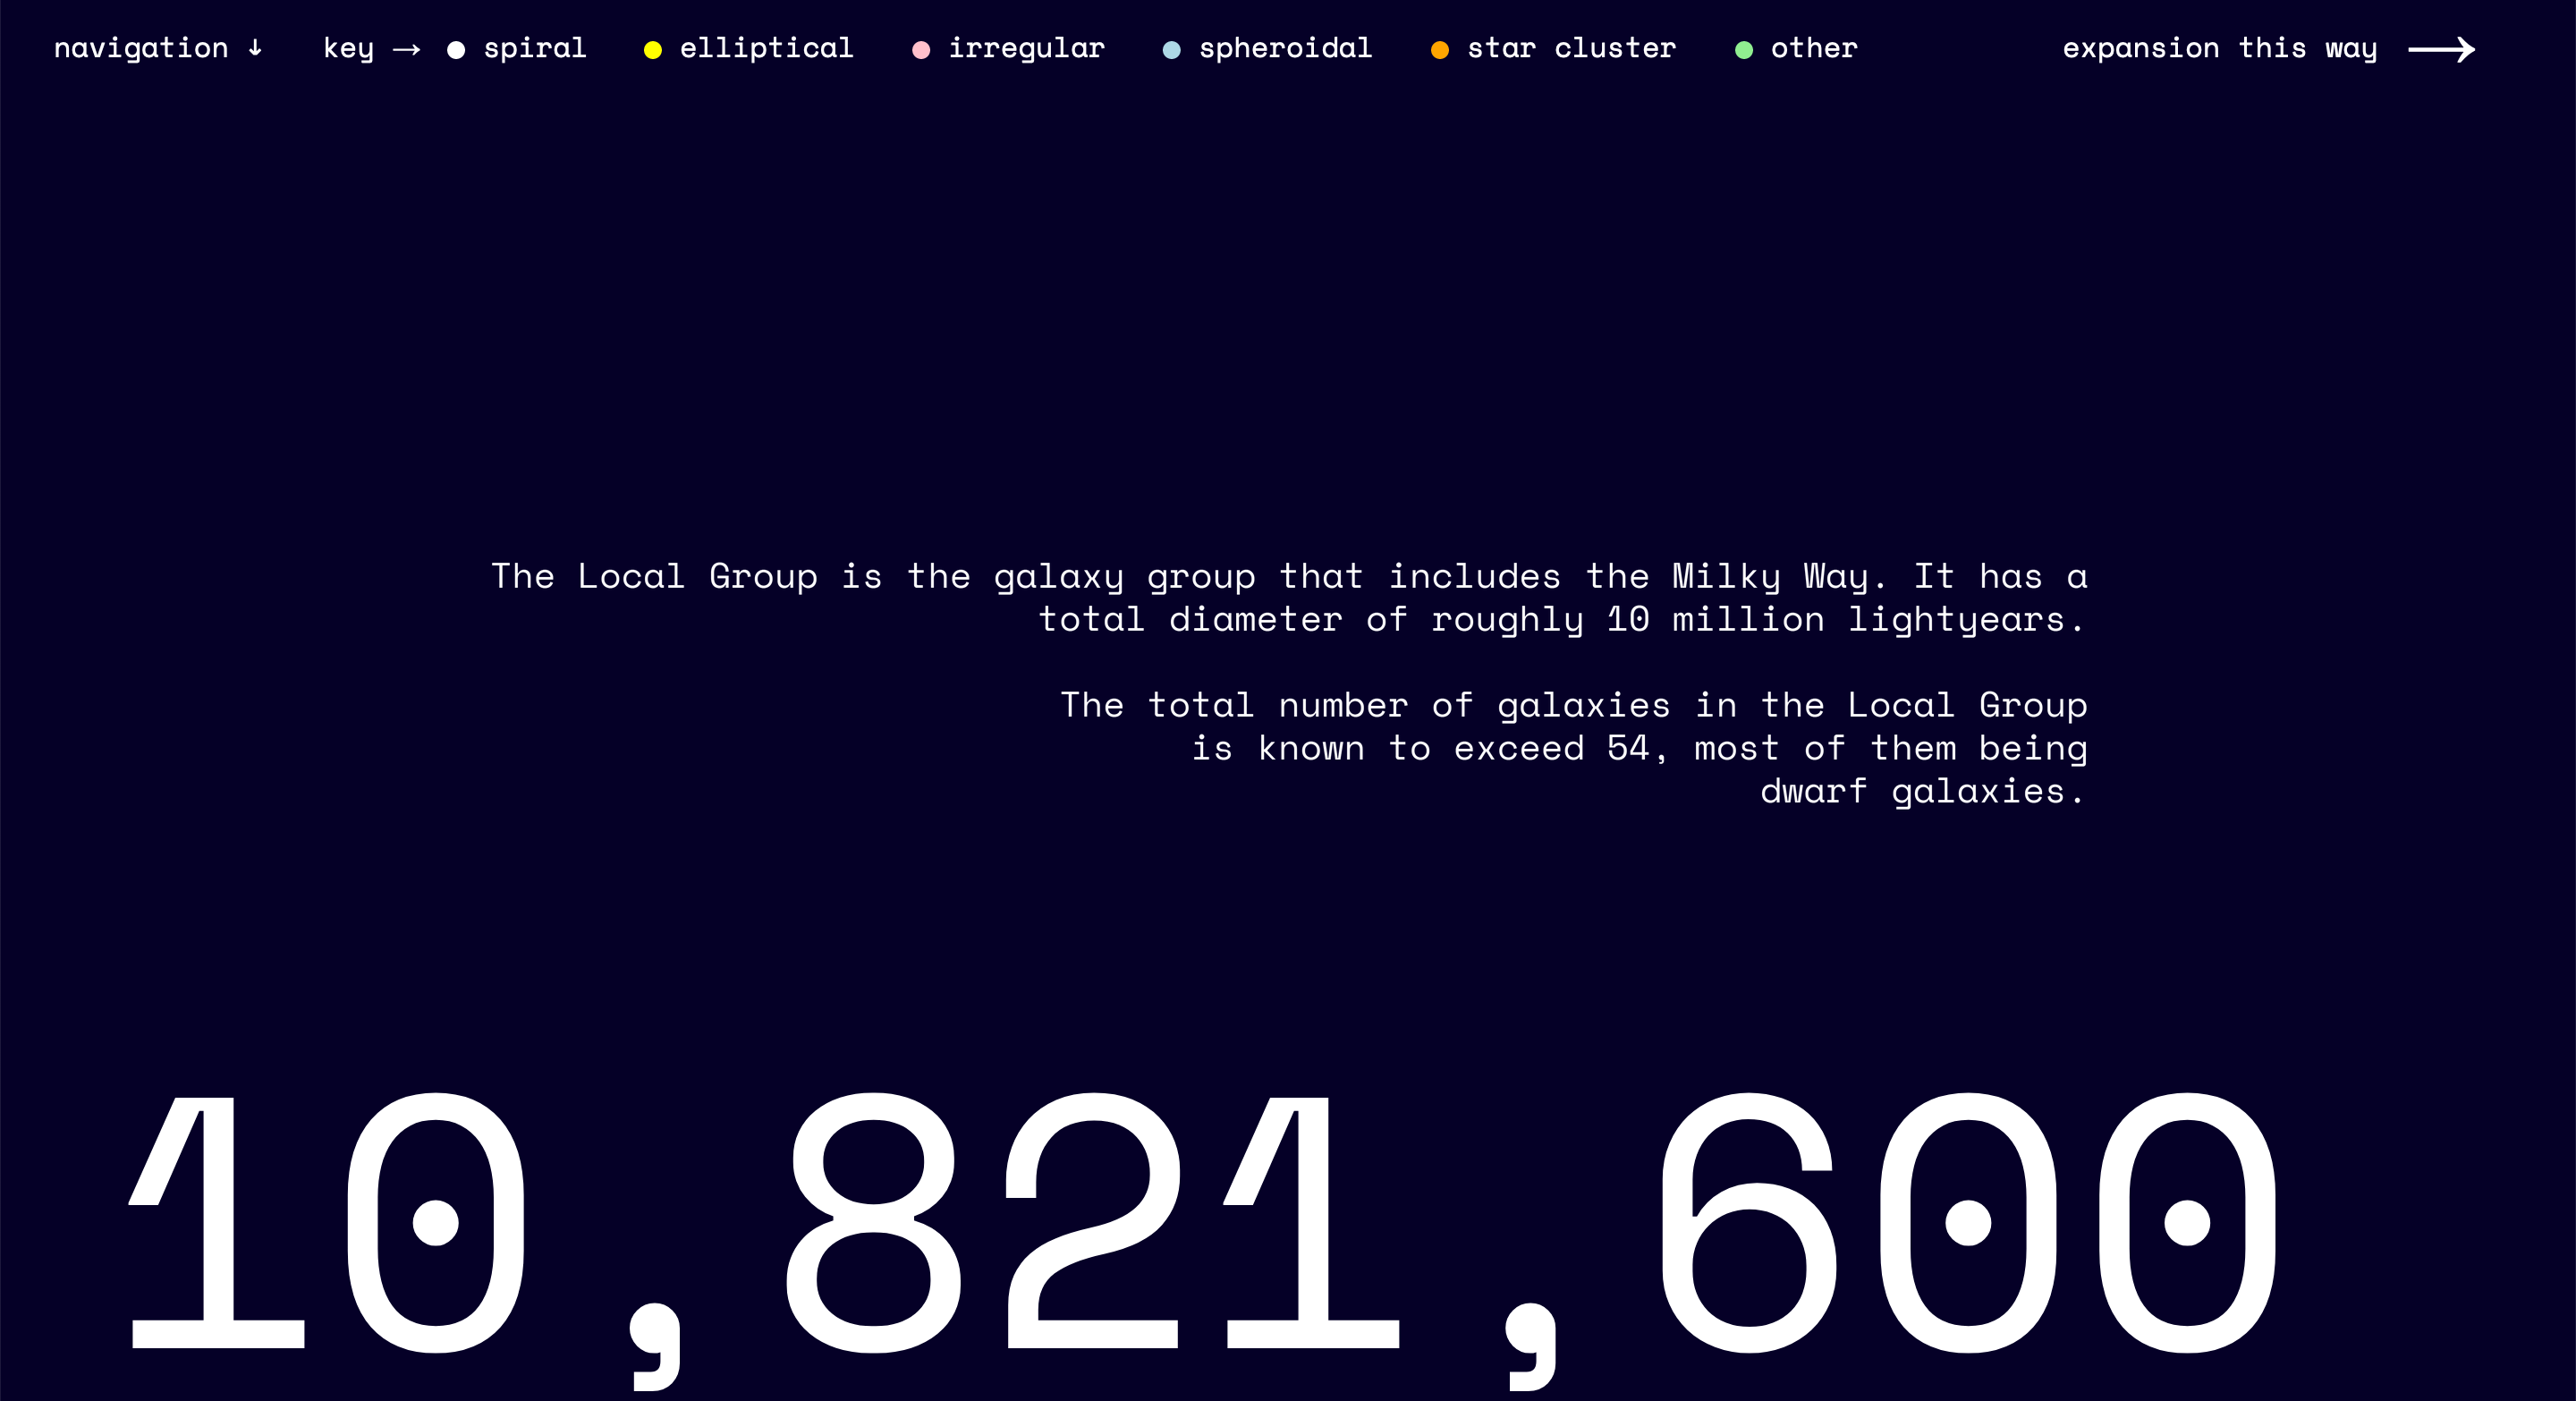 navigation ↓ key → spiral elliptical irregular spheroidal star cluster other expansion this way →
The Local Group is the galaxy group that includes the Milky Way. It has a
total diameter of roughly 10 million lightyears.
The total number of galaxies in the Local Group
is known to exceed 54, most of them being
dwarf galaxies.
10,821,600